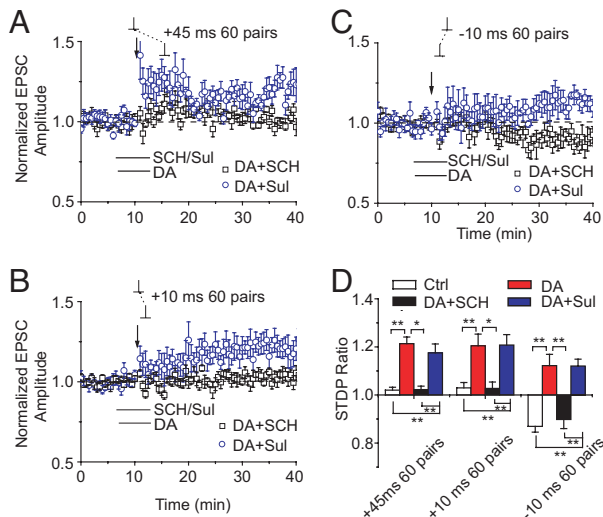 A
+45 ms 60 pairs
1.5
1.0
0.5
Normalized EPSC
Amplitude
SCH/Sul
DA
DA+SCH
DA+Sul
0 10 20 30 40
Time (min)
B
+10 ms 60 pairs
1.5
1.0
0.5
Normalized EPSC
Amplitude
SCH/Sul
DA
DA+SCH
DA+Sul
0 10 20 30 40
Time (min)
C
-10 ms 60 pairs
1.5
1.0
0.5
SCH/Sul
DA
DA+SCH
DA+Sul
0 10 20 30 40
Time (min)
D
Ctrl
DA
DA+SCH
DA+Sul
1.4
1.2
1.0
0.8
STDP Ratio
** *
** *
** **
**
**
**
**
**
**
+45ms 60 pairs
+10 ms 60 pairs
-10 ms 60 pairs